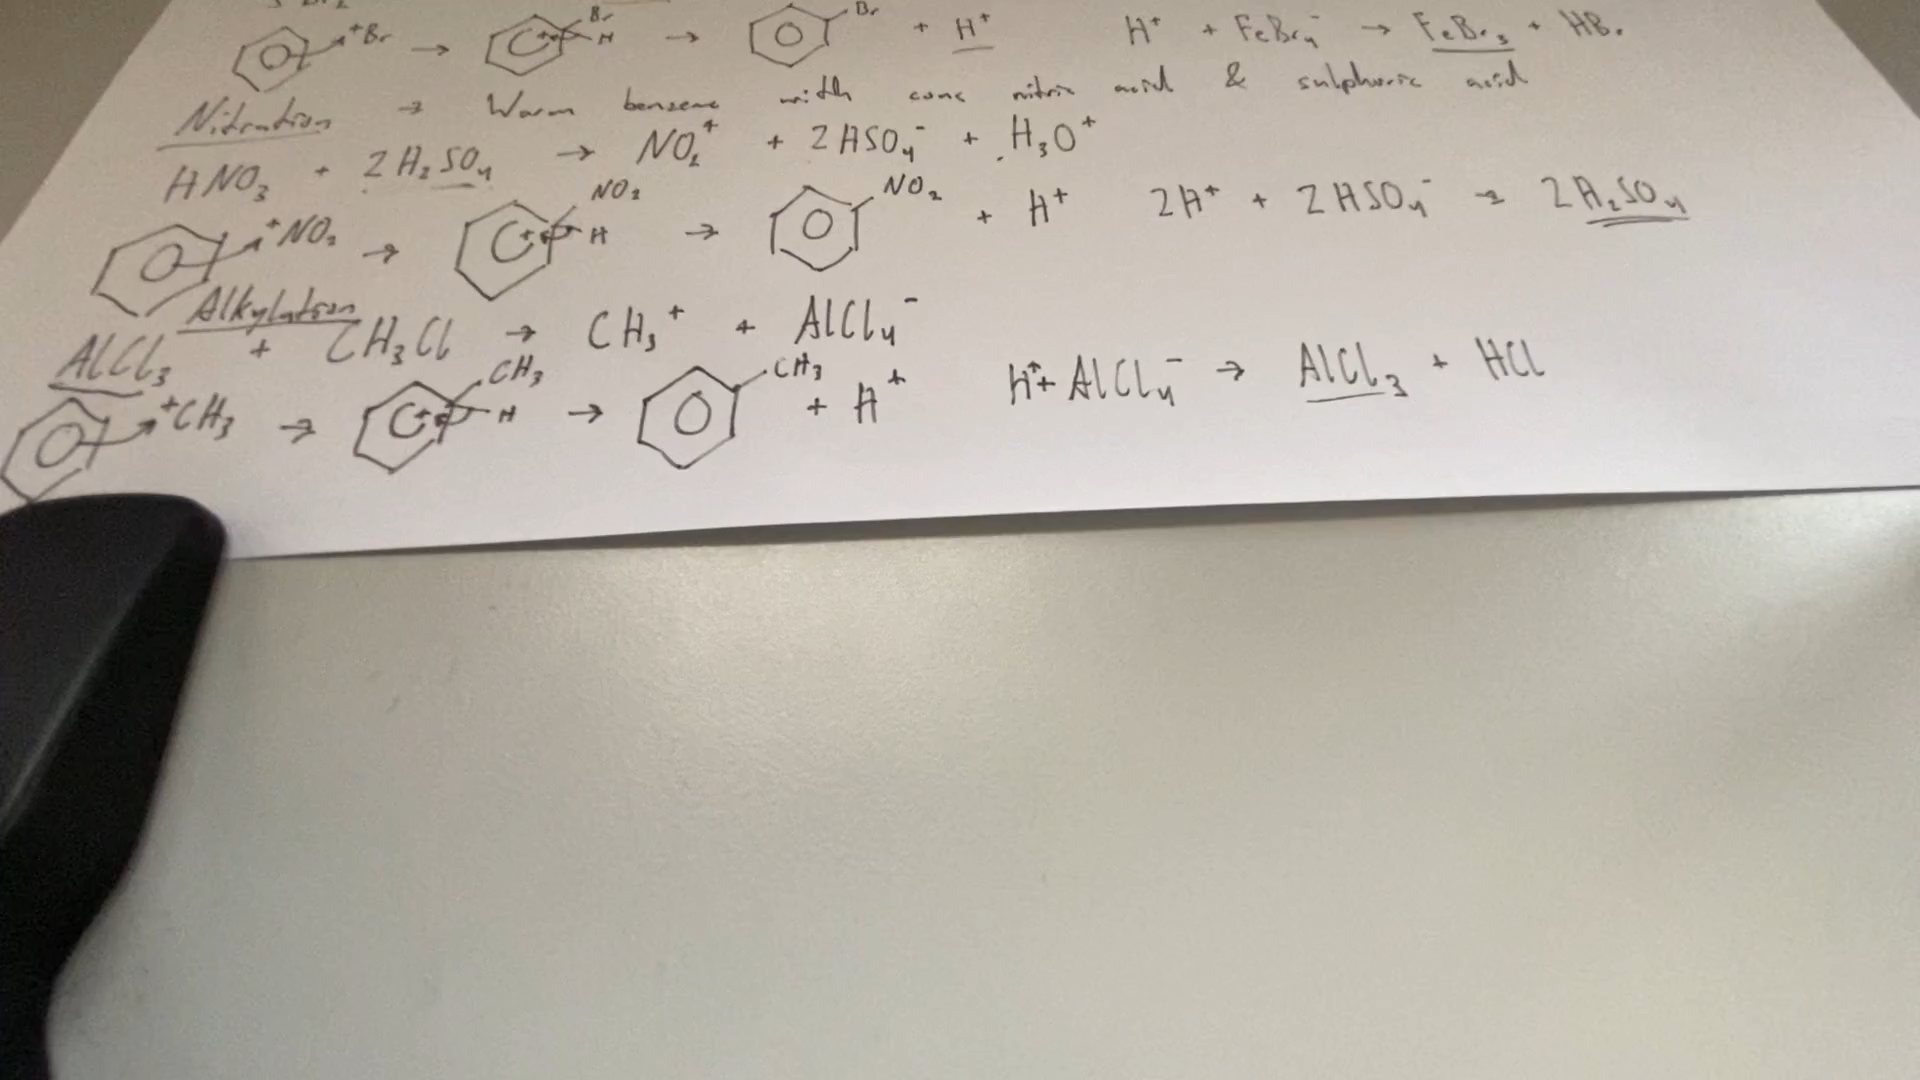 +Br → Br H → Br + H⁺ H⁺ + FeBr₄⁻ → FeBr₃ + HBr
Nitration → Warm benzene with conc nitric acid & sulphuric acid
HNO₃ + 2H₂SO₄ → NO₂⁺ + 2HSO₄⁻ + H₃O⁺
+NO₂ → NO₂ + H → NO₂ + H⁺ 2H⁺ + 2HSO₄⁻ → 2H₂SO₄
Alkylation
AlCl₃ + CH₃Cl → CH₃⁺ + AlCl₄⁻
+CH₃ → CH₃ + H → CH₃ + H⁺ H⁺ + AlCl₄⁻ → AlCl₃ + HCl